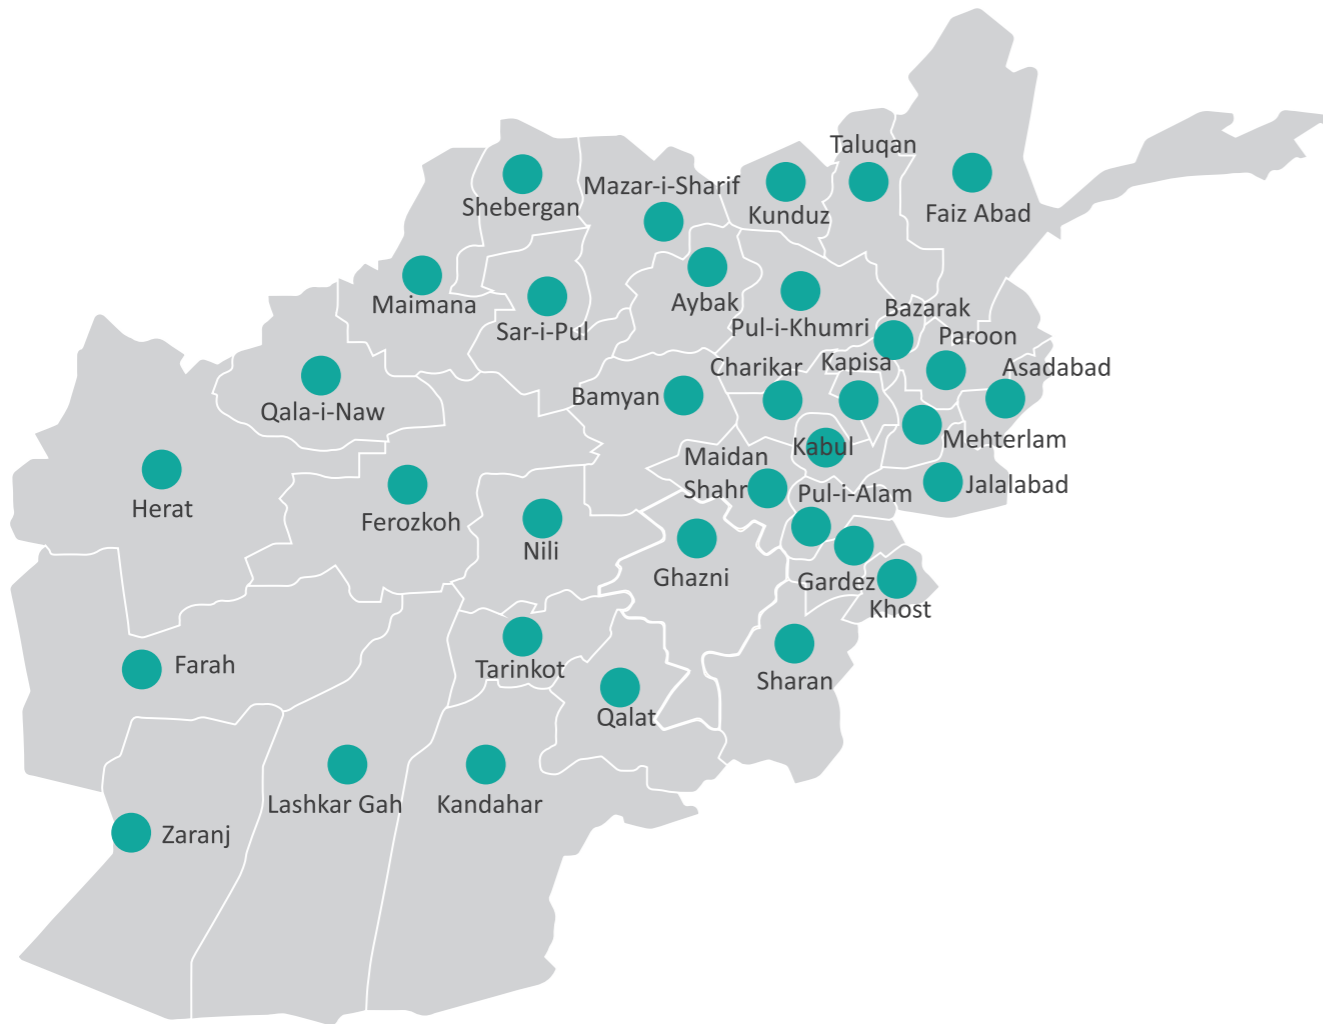 Taluqan
Mazar-i-Sharif
Shebergan
Kunduz
Faiz Abad
Maimana
Aybak
Sar-i-Pul
Pul-i-Khumri
Bazarak
Paroon
Charikar
Kapisa
Asadabad
Bamyan
Qala-i-Naw
Kabul
Mehterlam
Maidan
Shahr
Jalalabad
Pul-i-Alam
Herat
Ferozkoh
Nili
Ghazni
Gardez
Khost
Farah
Tarinkot
Sharan
Qalat
Lashkar Gah
Kandahar
Zaranj